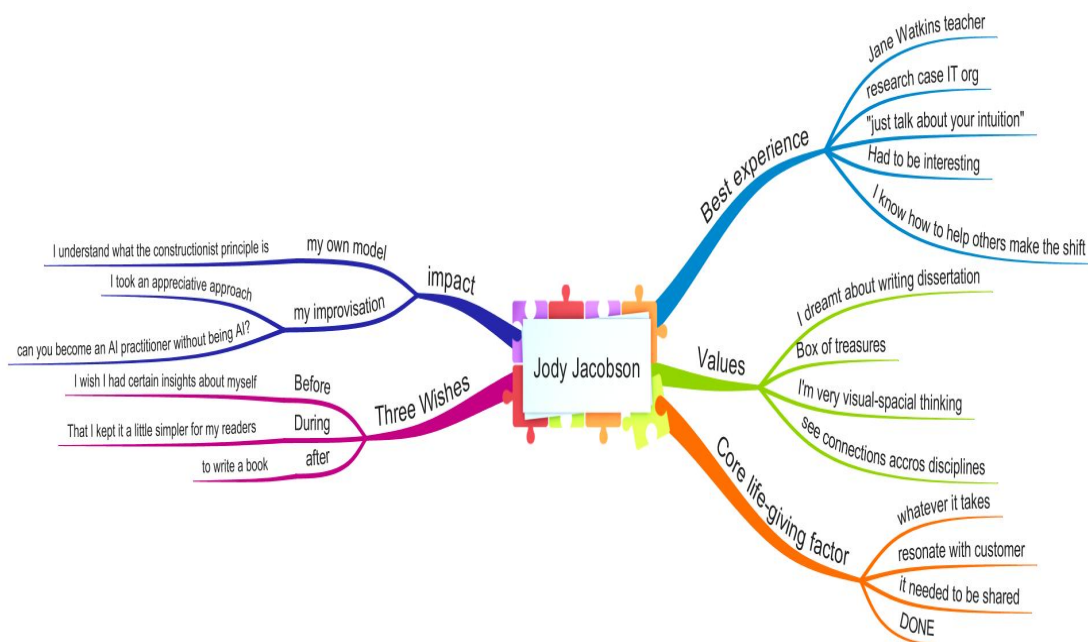 Jody Jacobson
Best experience
Jane Watkins teacher
research case IT org
"just talk about your intuition"
Had to be interesting
I know how to help others make the shift
Values
I dreamt about writing dissertation
Box of treasures
I'm very visual-spacial thinking
see connections accros disciplines
Core life-giving factor
whatever it takes
resonate with customer
it needed to be shared
DONE
Three Wishes
Before
I wish I had certain insights about myself
During
That I kept it a little simpler for my readers
after
to write a book
impact
my own model
I understand what the constructionist principle is
my improvisation
I took an appreciative approach
can you become an AI practitioner without being AI?